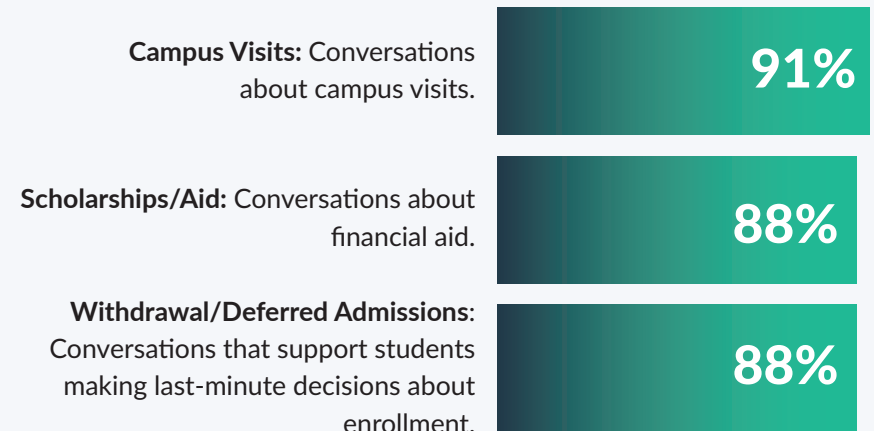 Campus Visits: Conversations
about campus visits.
91%
Scholarships/Aid: Conversations about
financial aid.
88%
Withdrawal/Deferred Admissions:
Conversations that support students
making last-minute decisions about
enrollment.
88%